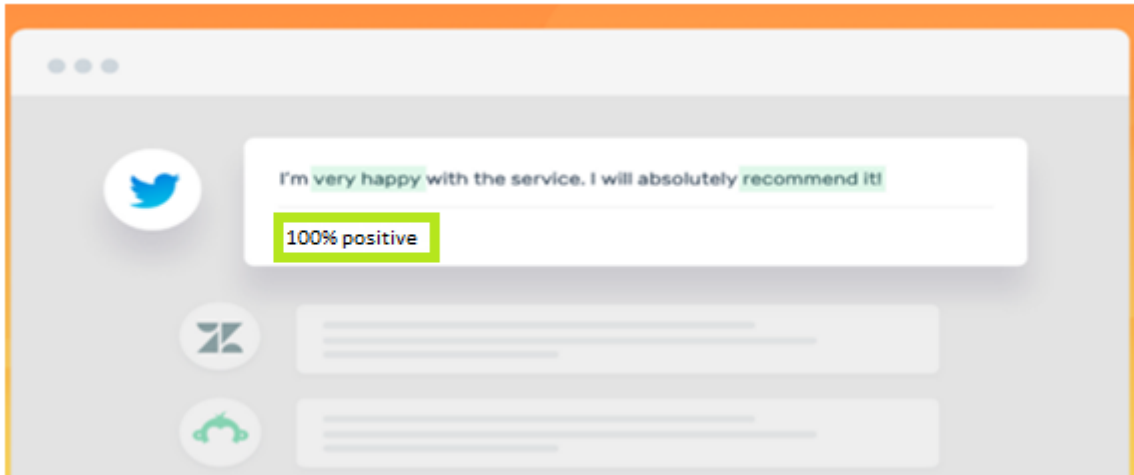 I'm very happy with the service. I will absolutely recommend it!
100% positive